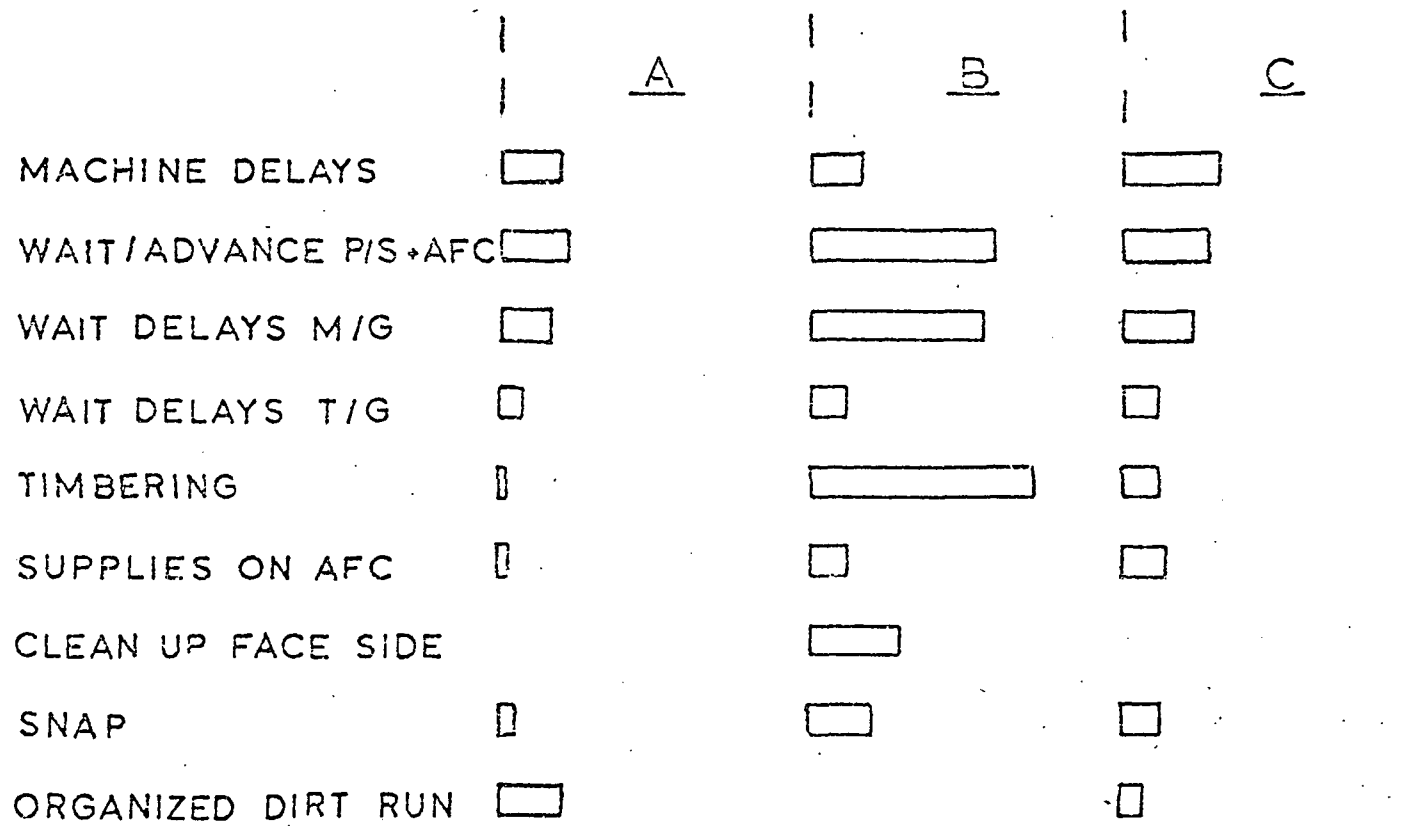 A B C
MACHINE DELAYS
WAIT/ADVANCE P/S+AFC
WAIT DELAYS M/G
WAIT DELAYS T/G
TIMBERING
SUPPLIES ON AFC
CLEAN UP FACE SIDE
SNAP
ORGANIZED DIRT RUN